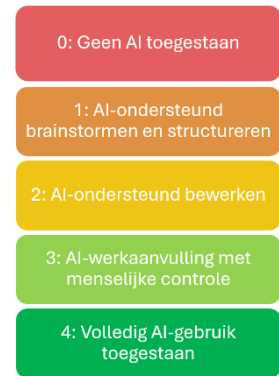 0: Geen AI toegestaan
1: AI-ondersteund
brainstormen en structureren
2: AI-ondersteund bewerken
3: AI-werkaanvulling met
menselijke controle
4: Volledig AI-gebruik
toegestaan